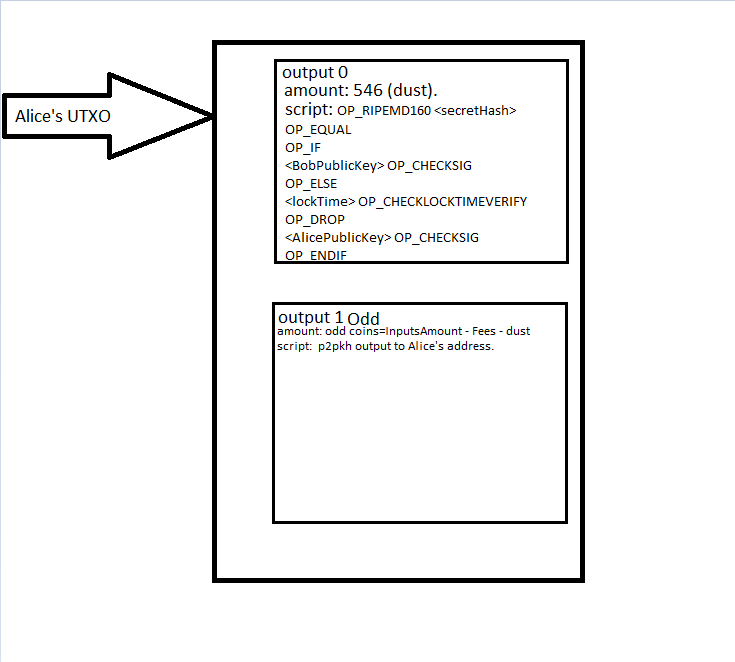 Alice's UTXO
output 0
amount: 546 (dust).
script: OP_RIPEMD160 <secretHash>
OP_EQUAL
OP_IF
<BobPublicKey> OP_CHECKSIG
OP_ELSE
<lockTime> OP_CHECKLOCKTIMEVERIFY
OP_DROP
<AlicePublicKey> OP_CHECKSIG
OP_ENDIF
output 1 Odd
amount: odd coins=InputsAmount - Fees - dust
script: p2pkh output to Alice's address.